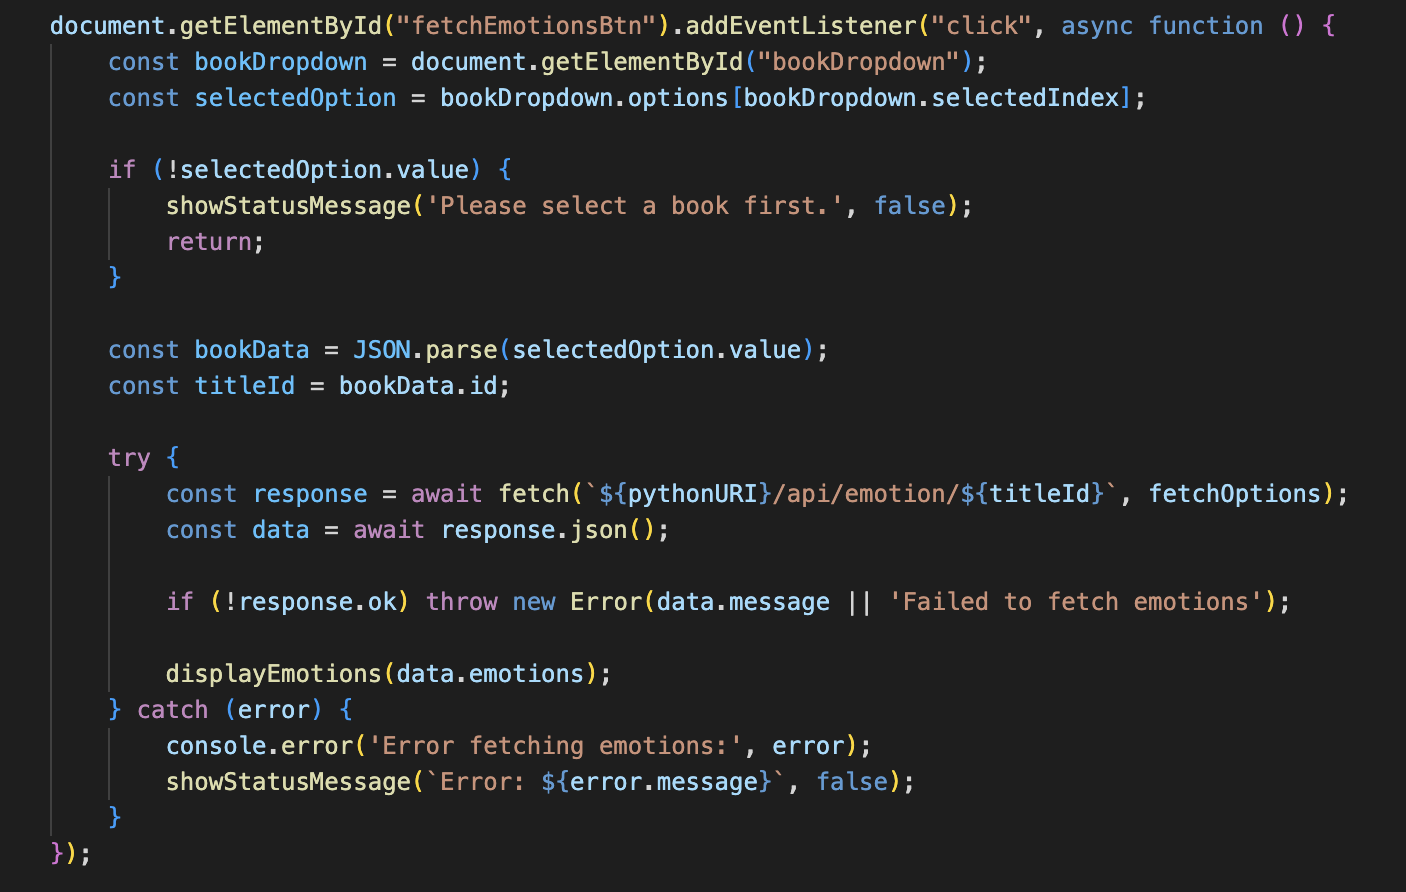 document.getElementById("fetchEmotionsBtn").addEventListener("click", async function () {
    const bookDropdown = document.getElementById("bookDropdown");
    const selectedOption = bookDropdown.options[bookDropdown.selectedIndex];

    if (!selectedOption.value) {
        showStatusMessage('Please select a book first.', false);
        return;
    }

    const bookData = JSON.parse(selectedOption.value);
    const titleId = bookData.id;

    try {
        const response = await fetch(`${pythonURI}/api/emotion/${titleId}`, fetchOptions);
        const data = await response.json();

        if (!response.ok) throw new Error(data.message || 'Failed to fetch emotions');

        displayEmotions(data.emotions);
    } catch (error) {
        console.error('Error fetching emotions:', error);
        showStatusMessage(`Error: ${error.message}`, false);
    }
});